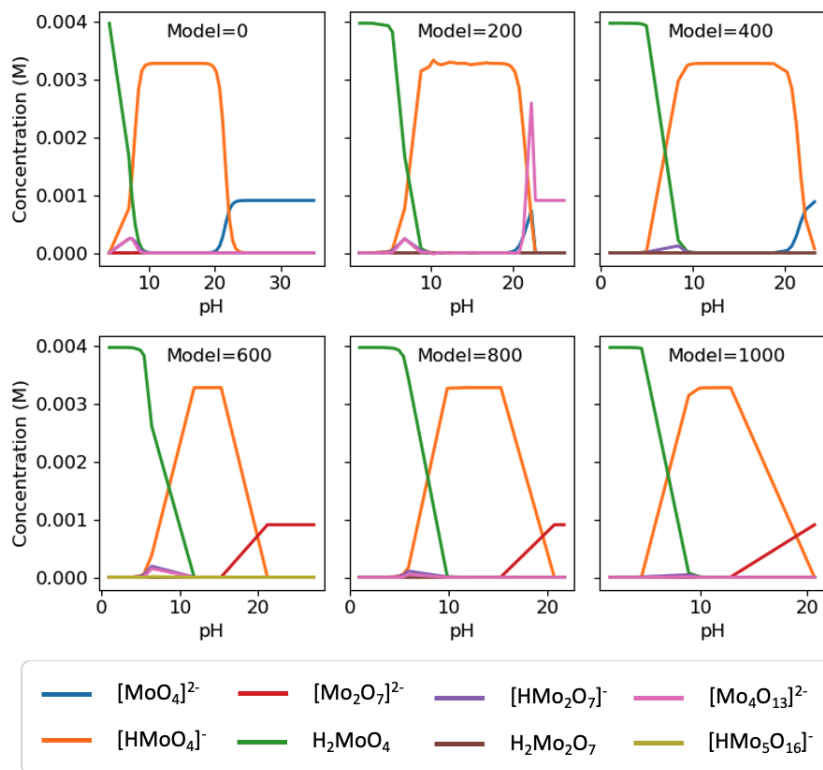 Model=0 Model=200 Model=400
Concentration (M)
0.004
0.003
0.002
0.001
0.000
10 20 30
10 20
0 10 20
pH pH pH
Model=600 Model=800 Model=1000
Concentration (M)
0.004
0.003
0.002
0.001
0.000
0 10 20
0 10 20
10 20
pH pH pH
[MoO₄]²⁻ [Mo₂O₇]²⁻ [HMo₂O₇]⁻ [Mo₄O₁₃]²⁻
[HMoO₄]⁻ H₂MoO₄ H₂Mo₂O₇ [HMo₅O₁₆]⁻